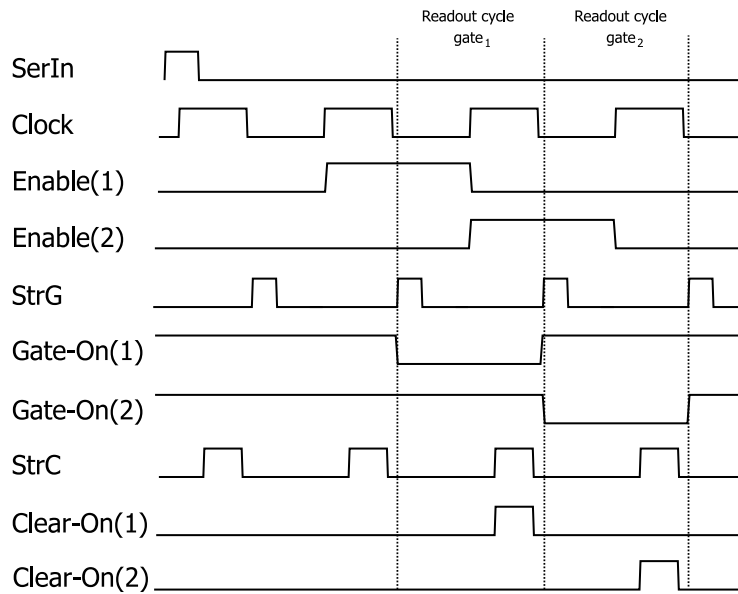 Readout cycle
gate₁
Readout cycle
gate₂
SerIn
Clock
Enable(1)
Enable(2)
StrG
Gate-On(1)
Gate-On(2)
StrC
Clear-On(1)
Clear-On(2)